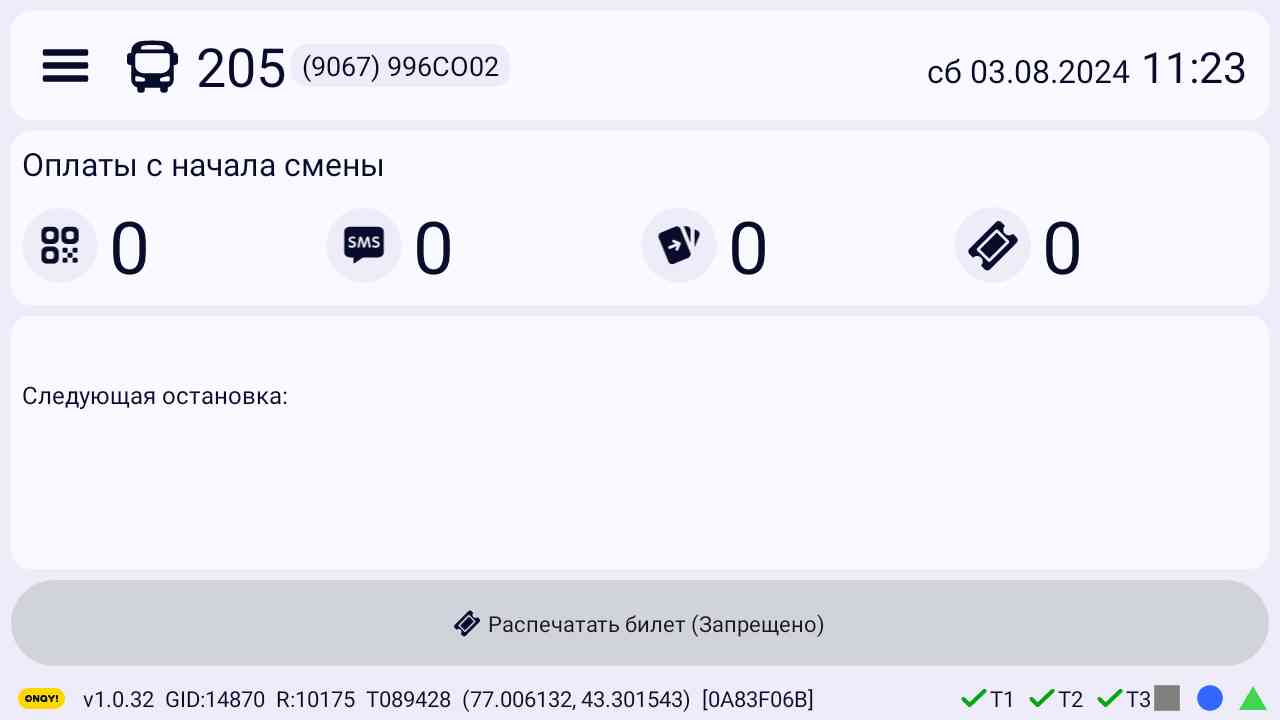 205 (9067) 996CO02 сб 03.08.2024 11:23
Оплаты с начала смены
0 SMS 0 0 0
Следующая остановка:
Распечатать билет (Запрещено)
ONAY! v1.0.32 GID:14870 R:10175 T089428 (77.006132, 43.301543) [0A83F06B] T1 T2 T3